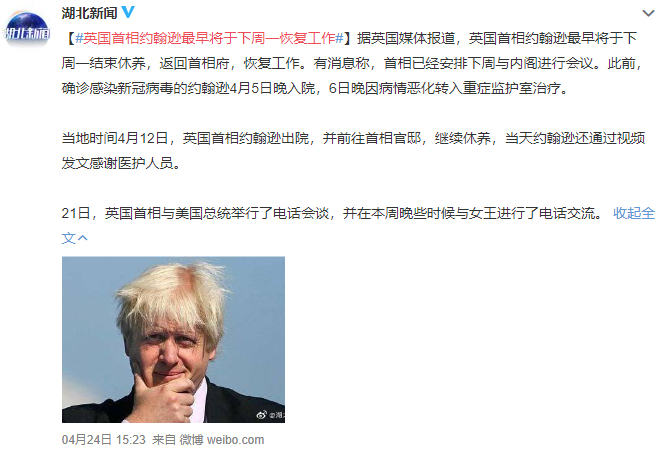 湖北新闻
湖北新闻
【#英国首相约翰逊最早将于下周一恢复工作#】据英国媒体报道，英国首相约翰逊最早将于下
周一结束休养，返回首相府，恢复工作。有消息称，首相已经安排下周与内阁进行会议。此前，
确诊感染新冠病毒的约翰逊4月5日晚入院，6日晚因病情恶化转入重症监护室治疗。
当地时间4月12日，英国首相约翰逊出院，并前往首相官邸，继续休养，当天约翰逊还通过视频
发文感谢医护人员。
21日，英国首相与美国总统举行了电话会谈，并在本周晚些时候与女王进行了电话交流。 收起全
文
@湖
04月24日 15:23 来自 微博 weibo.com